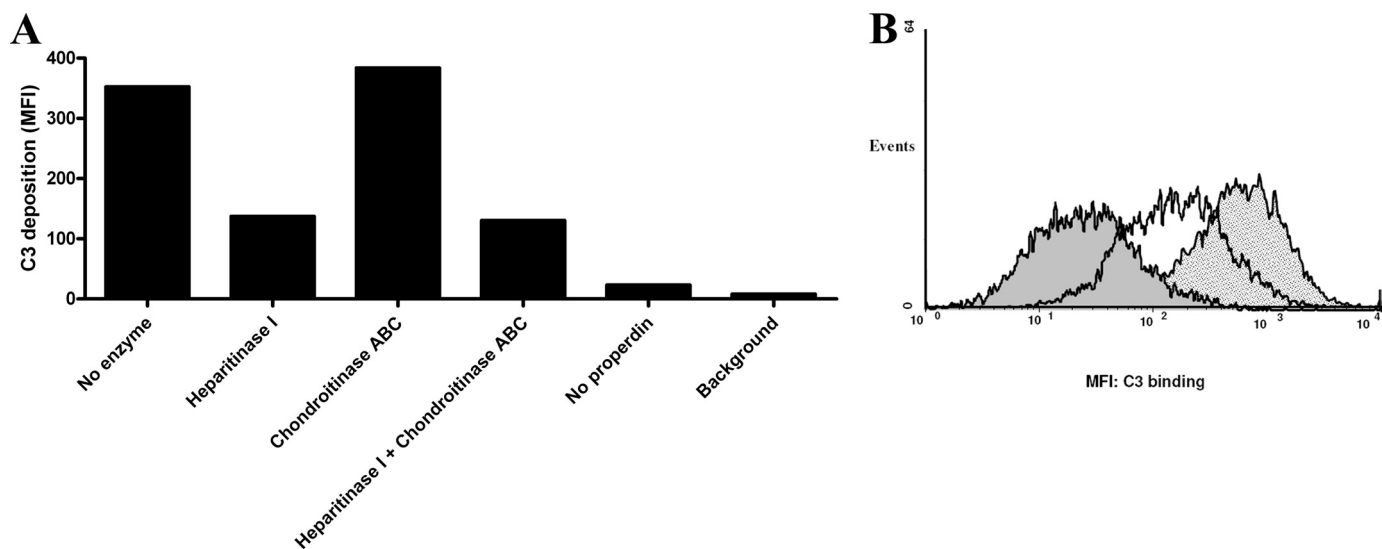 A
C3 deposition (MFI)
400
300
200
100
0
No enzyme
Heparitinase I
Chondroitinase ABC
Heparitinase I + Chondroitinase ABC
No properdin
Background
B
64
Events
0
10 0
10 1
10 2
10 3
10 4
MFI: C3 binding